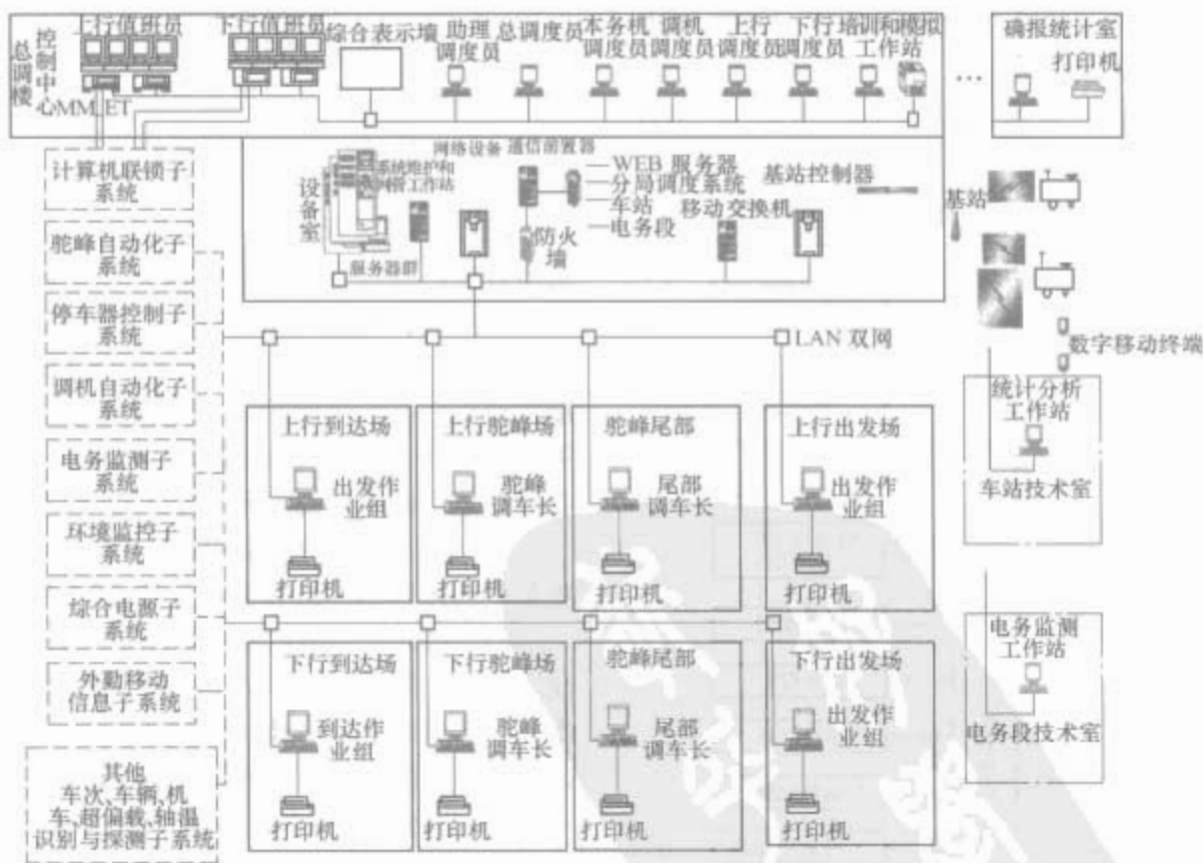 总调楼
控制中心MMJET
上行值班员
下行值班员
综合表示墙
助理
调度员
总调度员
本务机
调度员
调机
调度员
上行
调度员
下行
调度员
培训和模拟
工作站
…
确报统计室
打印机
计算机联锁子
系统
驼峰自动化子
系统
停车器控制子
系统
调机自动化子
系统
电务监测子
系统
环境监控子
系统
综合电源子
系统
外勤移动
信息子系统
其他
车次、车辆、机
车、超偏载、轴温
识别与探测子系统
设备室
网络设备
通信前置器
系统维护和
网管工作站
服务器群
WEB 服务器
分局调度系统
车站
电务段
防火
墙
基站控制器
移动交换机
基站
数字移动终端
LAN 双网
上行到达场
出发作
业组
打印机
上行驼峰场
驼峰
调车长
打印机
驼峰尾部
尾部
调车长
打印机
上行出发场
出发作
业组
打印机
统计分析
工作站
车站技术室
下行到达场
到达作
业组
打印机
下行驼峰场
驼峰
调车长
打印机
驼峰尾部
尾部
调车长
打印机
下行出发场
出发作
业组
打印机
电务监测
工作站
电务段技术室